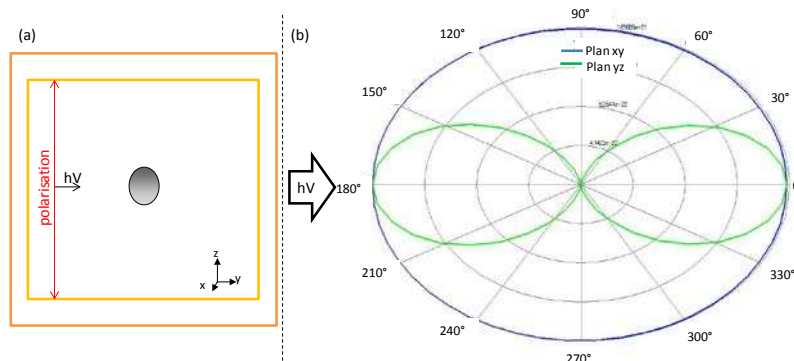 (a)
polarisation
hV
z
y
x
(b)
hV
Plan xy
Plan yz
90°
60°
30°
330°
300°
270°
240°
210°
180°
150°
120°